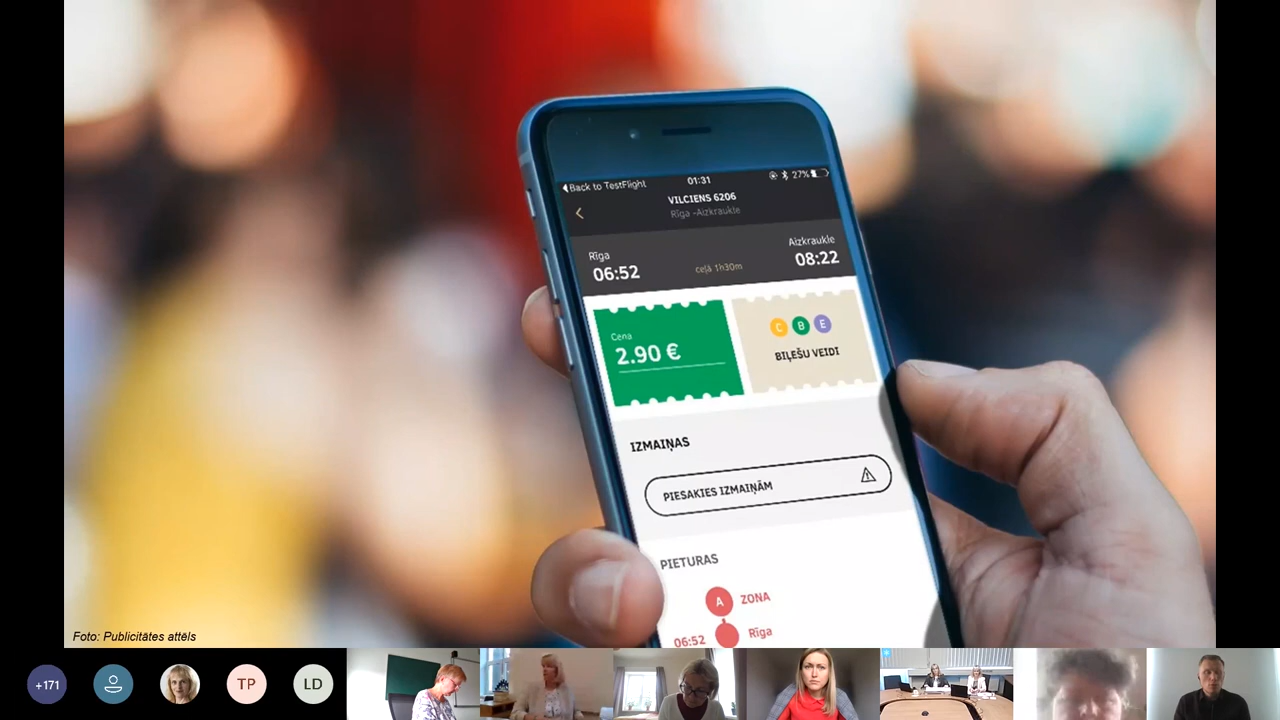 Back to TestFlight 01:31 27%
VILCIENS 6206
Rīga -Aizkraukle
Rīga Aizkraukle
06:52 ceļā 1h30m 08:22
Cena
2.90 €
C B E
BIĻEŠU VEIDI
IZMAIŅAS
PIESAKIES IZMAIŅĀM
PIETURAS
A ZONA
06:52 Rīga
Foto: Publicitātes attēls
+171 TP LD